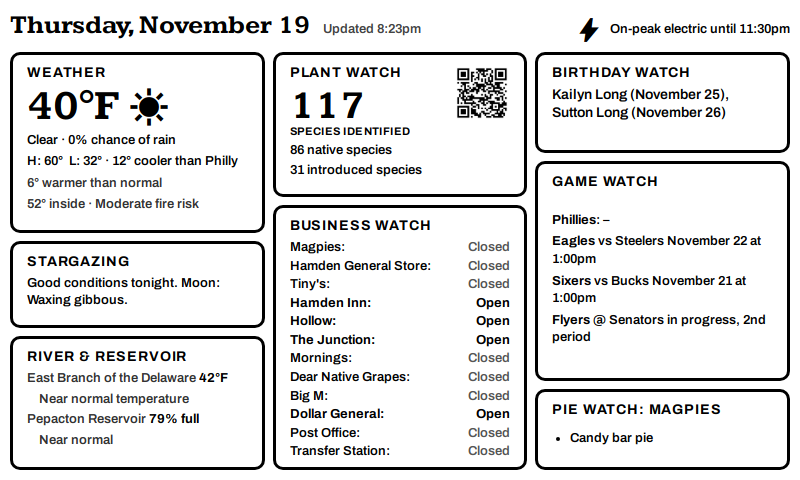 Thursday, November 19 Updated 8:23pm
On-peak electric until 11:30pm
WEATHER
40°F
Clear · 0% chance of rain
H: 60° L: 32° · 12° cooler than Philly
6° warmer than normal
52° inside · Moderate fire risk
STARGAZING
Good conditions tonight. Moon:
Waxing gibbous.
RIVER & RESERVOIR
East Branch of the Delaware 42°F
Near normal temperature
Pepacton Reservoir 79% full
Near normal
PLANT WATCH
117
SPECIES IDENTIFIED
86 native species
31 introduced species
BUSINESS WATCH
Magpies: Closed
Hamden General Store: Closed
Tiny's: Closed
Hamden Inn: Open
Hollow: Open
The Junction: Open
Mornings: Closed
Dear Native Grapes: Closed
Big M: Closed
Dollar General: Open
Post Office: Closed
Transfer Station: Closed
BIRTHDAY WATCH
Kailyn Long (November 25),
Sutton Long (November 26)
GAME WATCH
Phillies: –
Eagles vs Steelers November 22 at
1:00pm
Sixers vs Bucks November 21 at
1:00pm
Flyers @ Senators in progress, 2nd
period
PIE WATCH: MAGPIES
• Candy bar pie